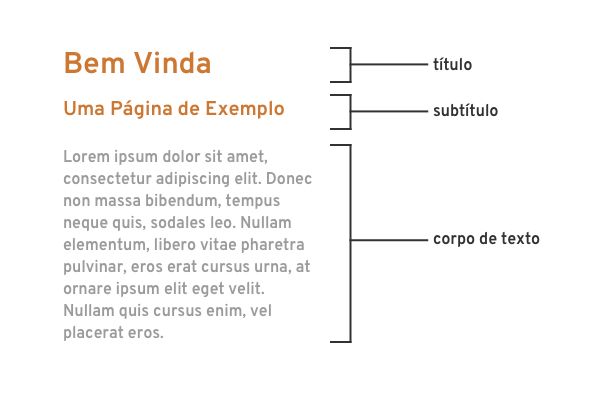 Bem Vinda
título
Uma Página de Exemplo
subtítulo
Lorem ipsum dolor sit amet,
consectetur adipiscing elit. Donec
non massa bibendum, tempus
neque quis, sodales leo. Nullam
elementum, libero vitae pharetra
pulvinar, eros erat cursus urna, at
ornare ipsum elit eget velit.
Nullam quis cursus enim, vel
placerat eros.
corpo de texto